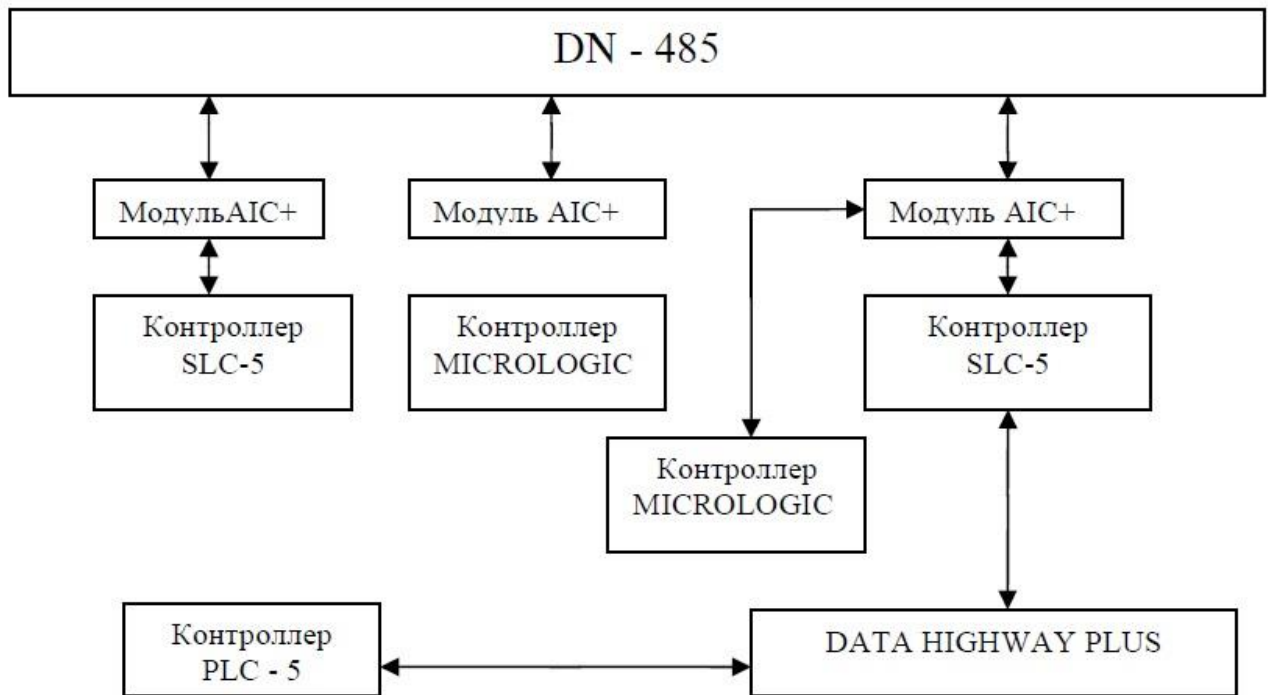 DN - 485
МодульAIC+
Модуль AIC+
Модуль AIC+
Контроллер
SLC-5
Контроллер
MICROLOGIC
Контроллер
SLC-5
Контроллер
MICROLOGIC
Контроллер
PLC - 5
DATA HIGHWAY PLUS